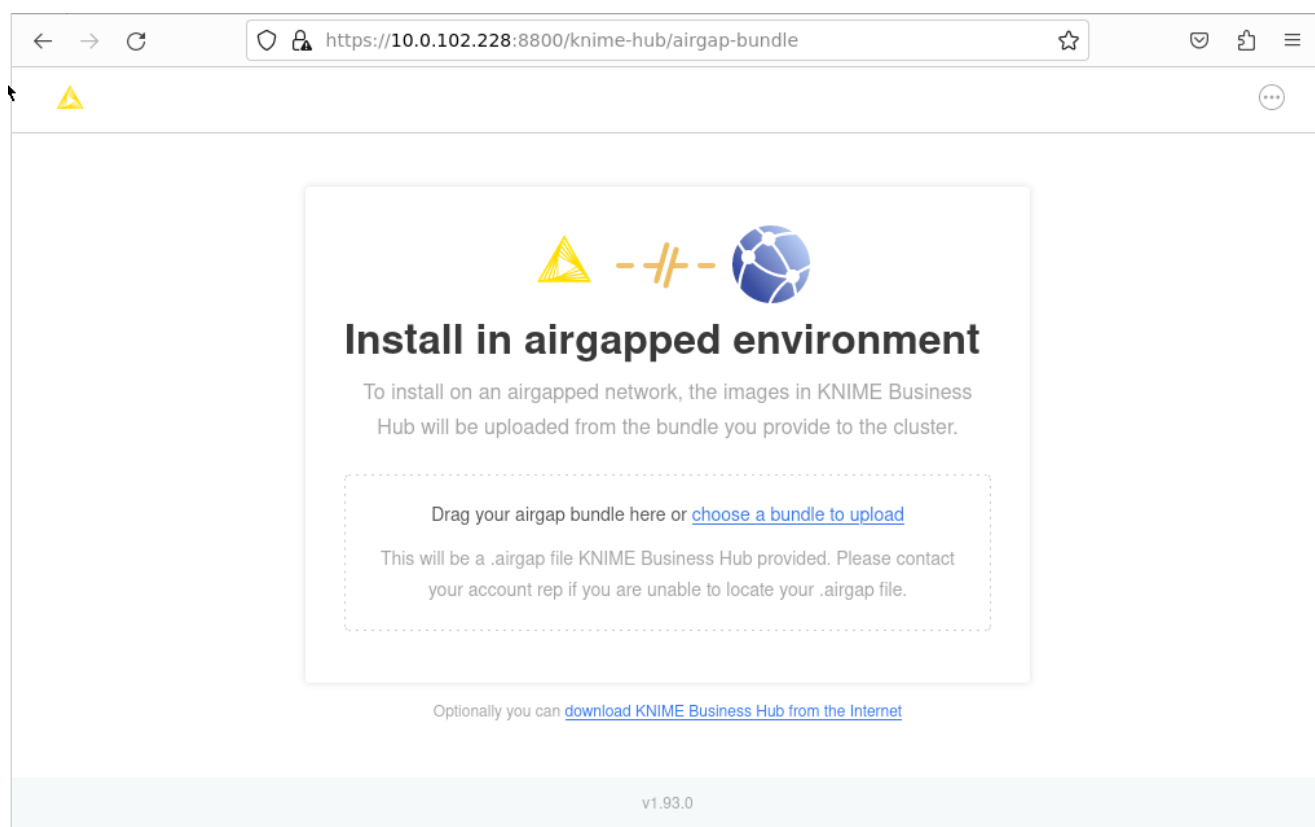 https://10.0.102.228:8800/knime-hub/airgap-bundle
Install in airgapped environment
To install on an airgapped network, the images in KNIME Business
Hub will be uploaded from the bundle you provide to the cluster.
Drag your airgap bundle here or choose a bundle to upload
This will be a .airgap file KNIME Business Hub provided. Please contact
your account rep if you are unable to locate your .airgap file.
Optionally you can download KNIME Business Hub from the Internet
v1.93.0